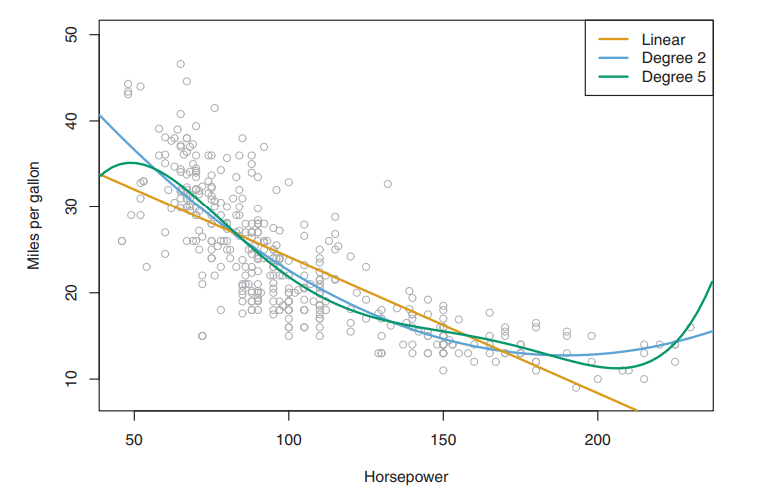 Linear
Degree 2
Degree 5
50
40
30
20
10
Miles per gallon
50 100 150 200
Horsepower